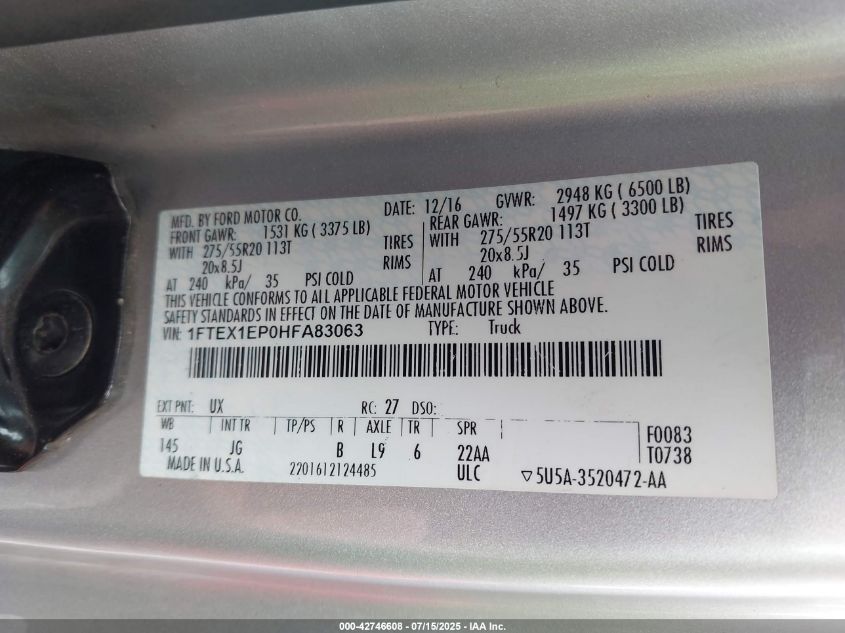 MFD. BY FORD MOTOR CO. DATE: 12/16 GVWR: 2948 KG ( 6500 LB)
FRONT GAWR: 1531 KG ( 3375 LB) REAR GAWR: 1497 KG ( 3300 LB)
WITH 275/55R20 113T TIRES WITH 275/55R20 113T TIRES
20x8.5J RIMS 20x8.5J RIMS
AT 240 kPa/ 35 PSI COLD AT 240 kPa/ 35 PSI COLD
THIS VEHICLE CONFORMS TO ALL APPLICABLE FEDERAL MOTOR VEHICLE
SAFETY STANDARDS IN EFFECT ON THE DATE OF MANUFACTURE SHOWN ABOVE.
VIN: 1FTEX1EP0HFA83063 TYPE: Truck
EXT PNT: UX RC: 27 DSO:
WB INT TR TP/PS R AXLE TR SPR F0083
145 JG B L9 6 22AA T0738
MADE IN U.S.A. 2201612124485 ULC ▽5U5A-3520472-AA
000-42746608 - 07/15/2025 - IAA Inc.